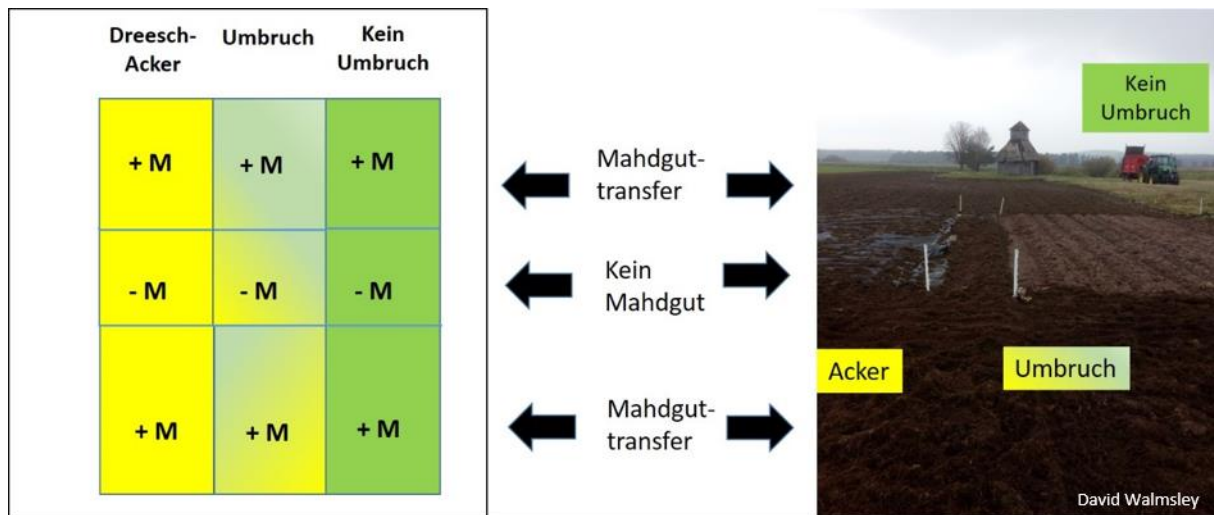 Dreesch-
Acker
Umbruch
Kein
Umbruch
+ M
+ M
+ M
- M
- M
- M
+ M
+ M
+ M
Mahdgut-
transfer
Kein
Mahdgut
Mahdgut-
transfer
Kein
Umbruch
Acker
Umbruch
David Walmsley